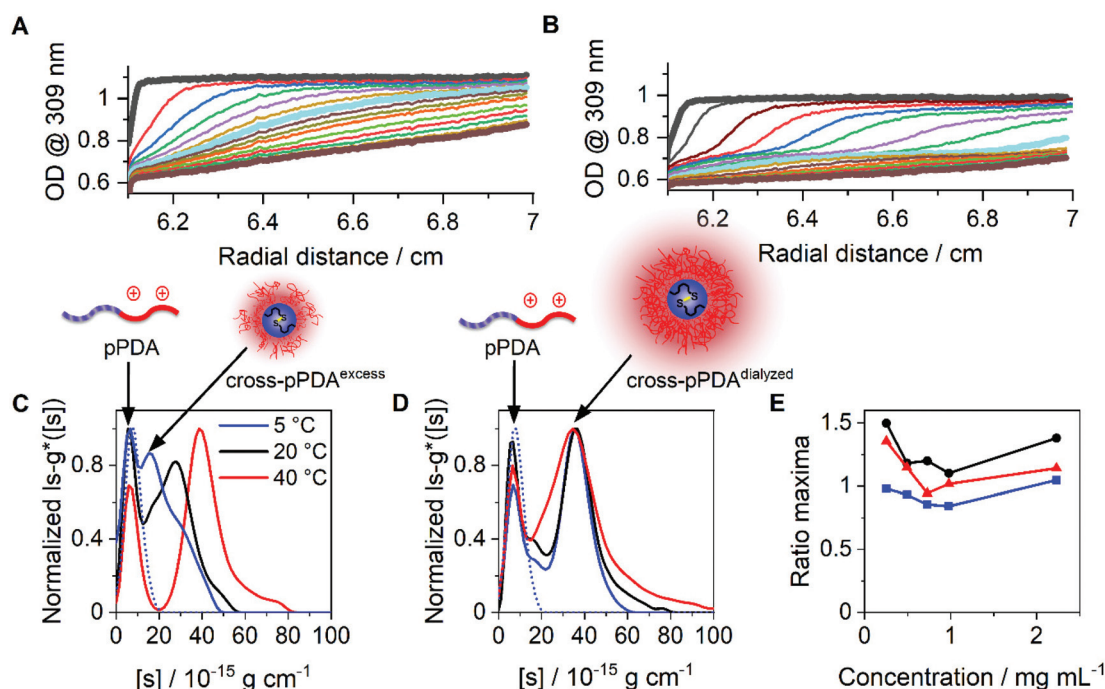 A
OD @ 309 nm
1
0.8
0.6
6.2 6.4 6.6 6.8 7
Radial distance / cm
B
OD @ 309 nm
1
0.8
0.6
6.2 6.4 6.6 6.8 7
Radial distance / cm
+ +
pPDA
S
S
cross-pPDA^excess
+ +
pPDA
S
S
cross-pPDA^dialyzed
C
Normalized ls-g*([s])
0.8
0.4
0
0 20 40 60 80 100
[s] / 10⁻¹⁵ g cm⁻¹
5 °C
20 °C
40 °C
D
Normalized ls-g*([s])
0.8
0.4
0
0 20 40 60 80 100
[s] / 10⁻¹⁵ g cm⁻¹
E
Ratio maxima
1.5
1
0.5
0
0 1 2
Concentration / mg mL⁻¹